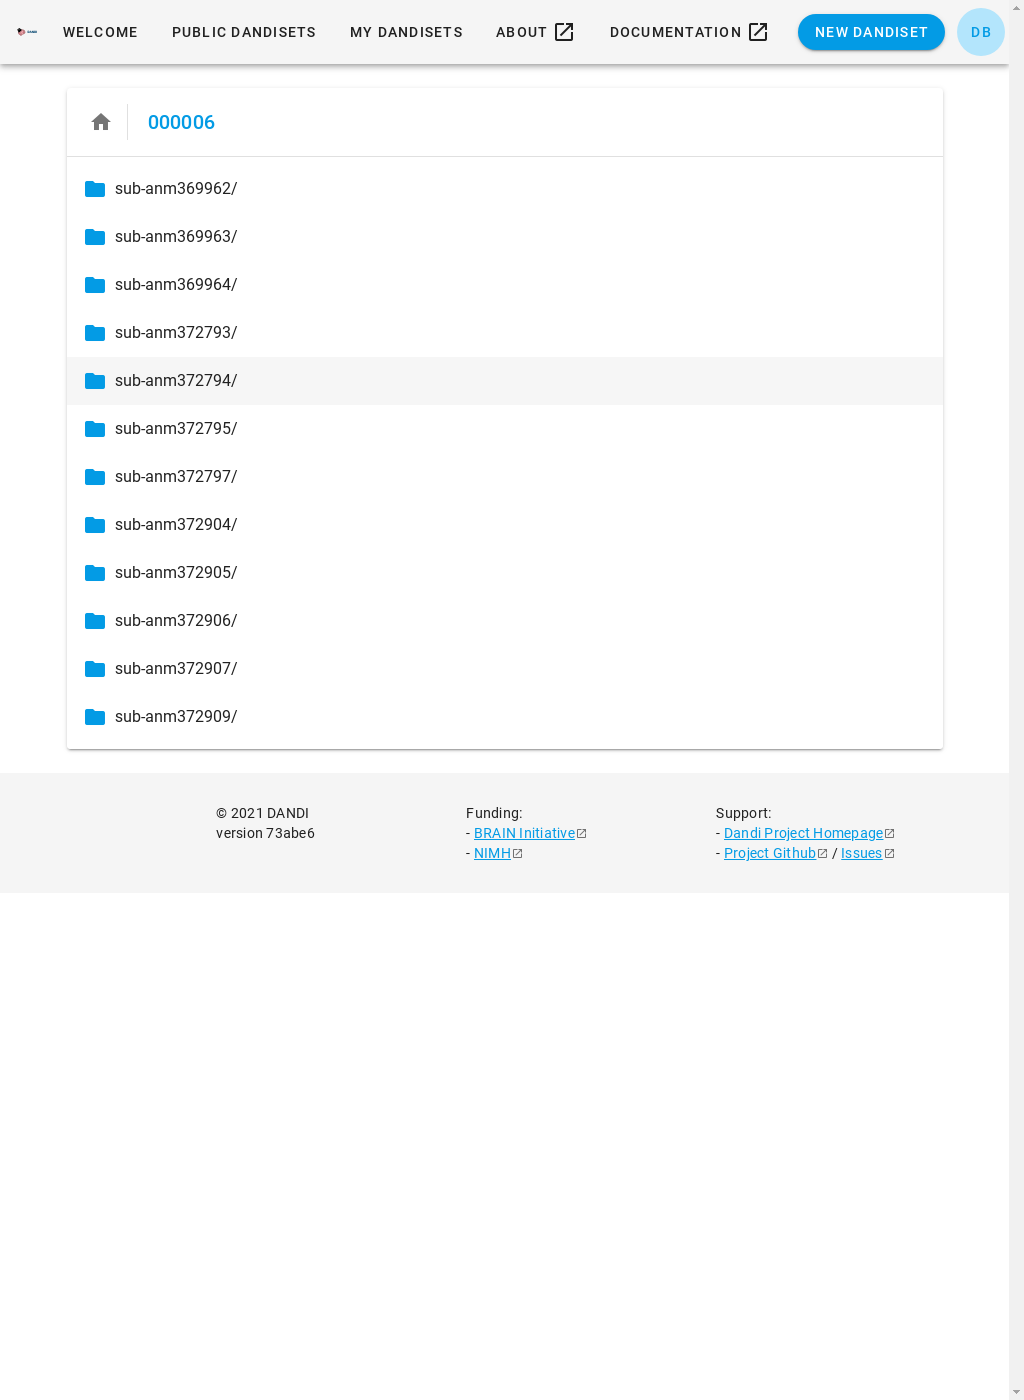 WELCOME PUBLIC DANDISETS MY DANDISETS ABOUT DOCUMENTATION NEW DANDISET DB
000006
sub-anm369962/
sub-anm369963/
sub-anm369964/
sub-anm372793/
sub-anm372794/
sub-anm372795/
sub-anm372797/
sub-anm372904/
sub-anm372905/
sub-anm372906/
sub-anm372907/
sub-anm372909/
© 2021 DANDI
version 73abe6
Funding:
- BRAIN Initiative
- NIMH
Support:
- Dandi Project Homepage
- Project Github / Issues